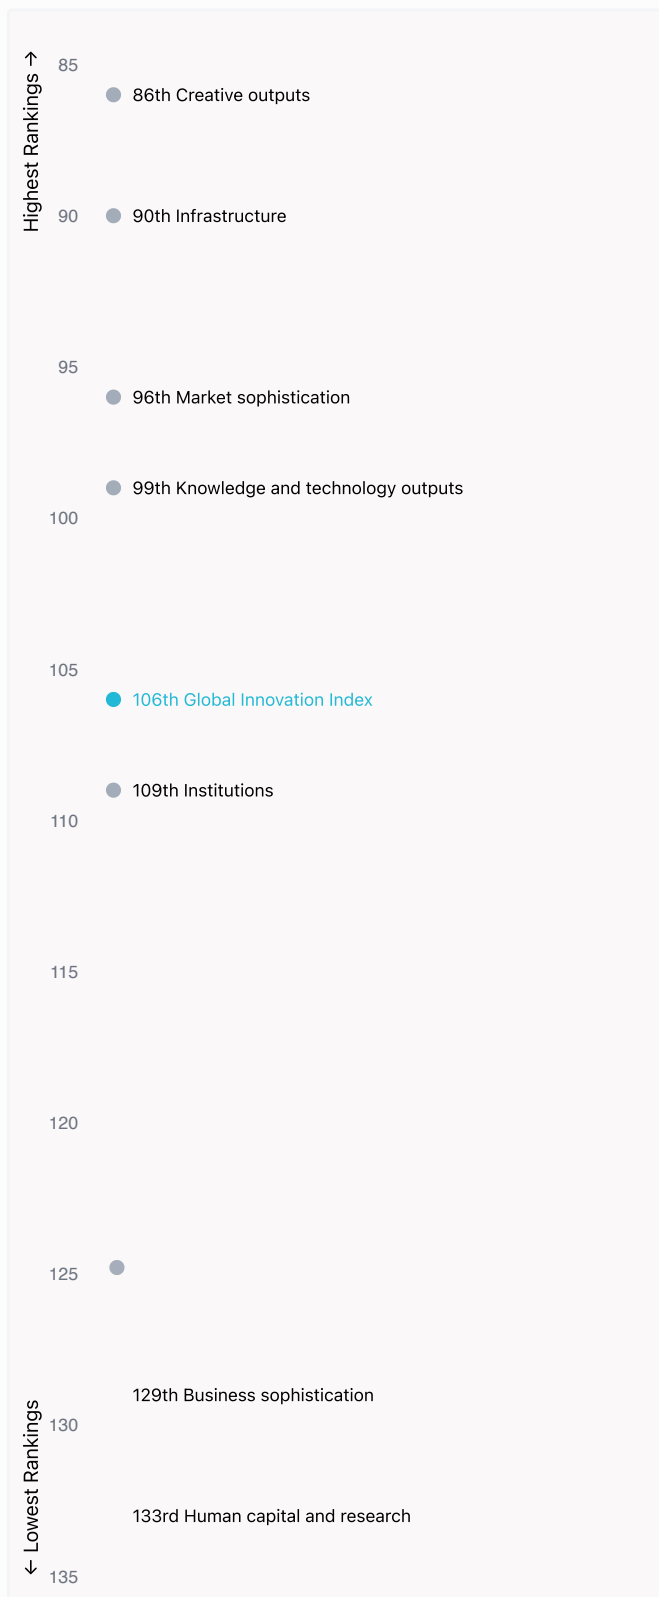 Highest Rankings →
85
86th Creative outputs
90
90th Infrastructure
95
96th Market sophistication
99th Knowledge and technology outputs
100
105
106th Global Innovation Index
109th Institutions
110
115
120
125
129th Business sophistication
130
133rd Human capital and research
← Lowest Rankings
135